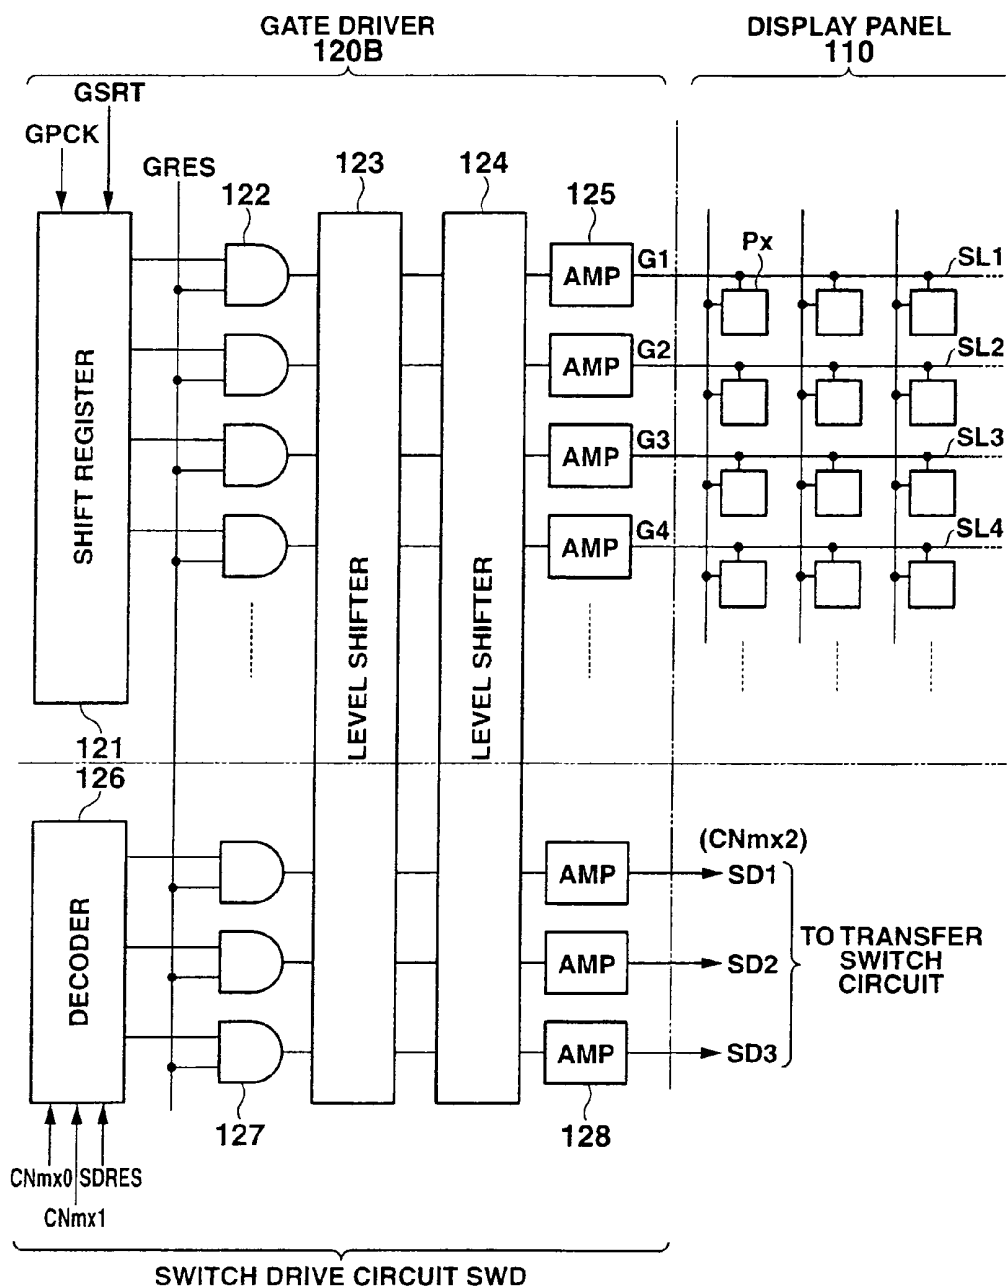 GATE DRIVER
120B
DISPLAY PANEL
110
GSRT
GPCK
GRES
122
123
124
125
Px
SHIFT REGISTER
LEVEL SHIFTER
LEVEL SHIFTER
AMP
G1
SL1
AMP
G2
SL2
AMP
G3
SL3
AMP
G4
SL4
121
126
DECODER
(CNmx2)
AMP
SD1
AMP
SD2
AMP
SD3
TO TRANSFER
SWITCH
CIRCUIT
127
128
CNmx0
SDRES
CNmx1
SWITCH DRIVE CIRCUIT SWD